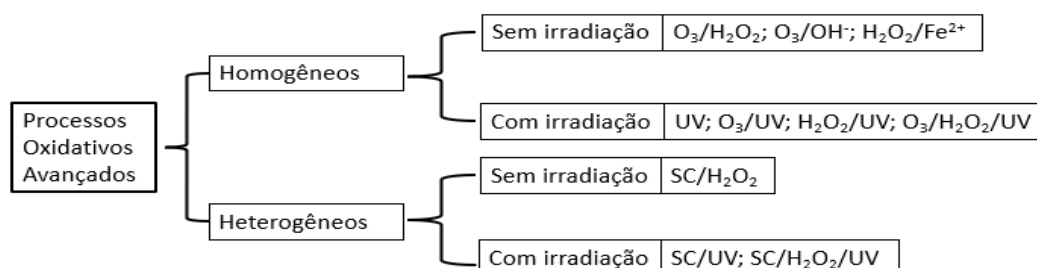 Processos
Oxidativos
Avançados
Homogêneos
Sem irradiação O₃/H₂O₂; O₃/OH⁻; H₂O₂/Fe²⁺
Com irradiação UV; O₃/UV; H₂O₂/UV; O₃/H₂O₂/UV
Heterogêneos
Sem irradiação SC/H₂O₂
Com irradiação SC/UV; SC/H₂O₂/UV